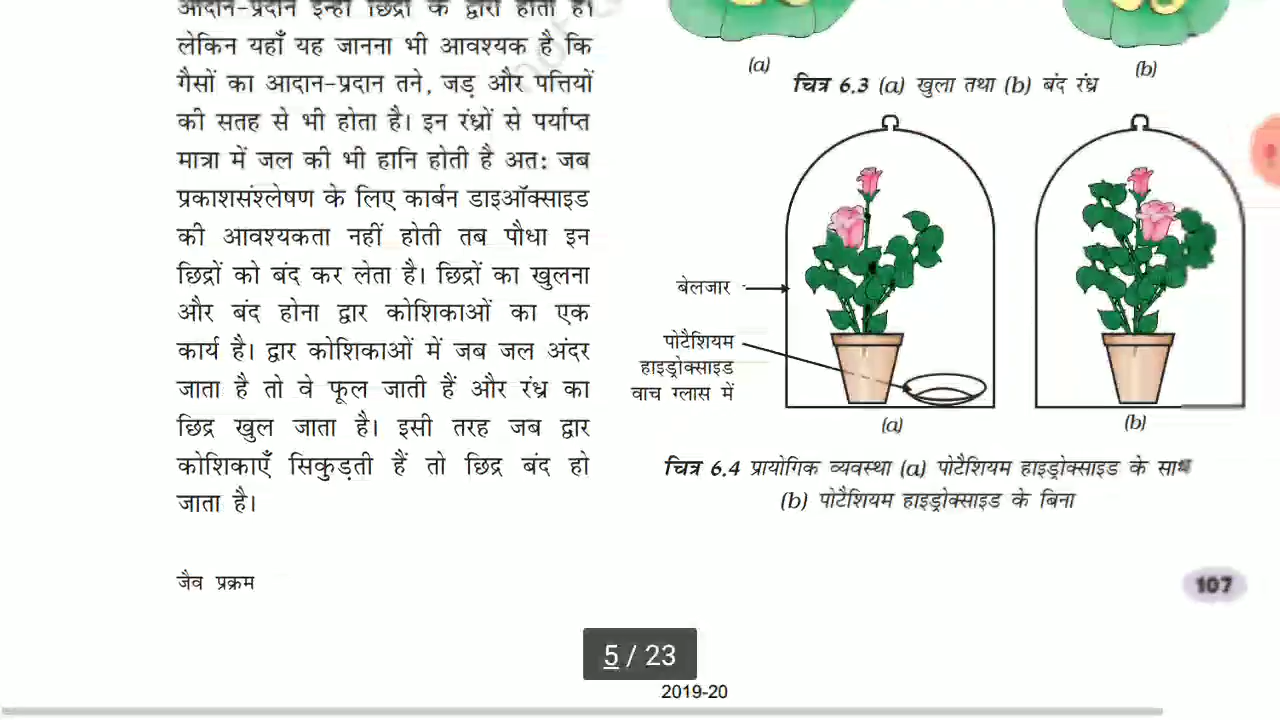 आदान-प्रदान इन्हीं छिद्रों के द्वारा होता है।
लेकिन यहाँ यह जानना भी आवश्यक है कि
गैसों का आदान-प्रदान तने, जड़ और पत्तियों
की सतह से भी होता है। इन रंध्रों से पर्याप्त
मात्रा में जल की भी हानि होती है अतः जब
प्रकाशसंश्लेषण के लिए कार्बन डाइऑक्साइड
की आवश्यकता नहीं होती तब पौधा इन
छिद्रों को बंद कर लेता है। छिद्रों का खुलना
और बंद होना द्वार कोशिकाओं का एक
कार्य है। द्वार कोशिकाओं में जब जल अंदर
जाता है तो वे फूल जाती हैं और रंध्र का
छिद्र खुल जाता है। इसी तरह जब द्वार
कोशिकाएँ सिकुड़ती हैं तो छिद्र बंद हो
जाता है।
(a)
(b)
चित्र 6.3 (a) खुला तथा (b) बंद रंध्र
बेलजार
पोटैशियम
हाइड्रोक्साइड
वाच ग्लास में
(a)
(b)
चित्र 6.4 प्रायोगिक व्यवस्था (a) पोटैशियम हाइड्रोक्साइड के साथ
(b) पोटैशियम हाइड्रोक्साइड के बिना
जैव प्रक्रम
107
5 / 23
2019-20